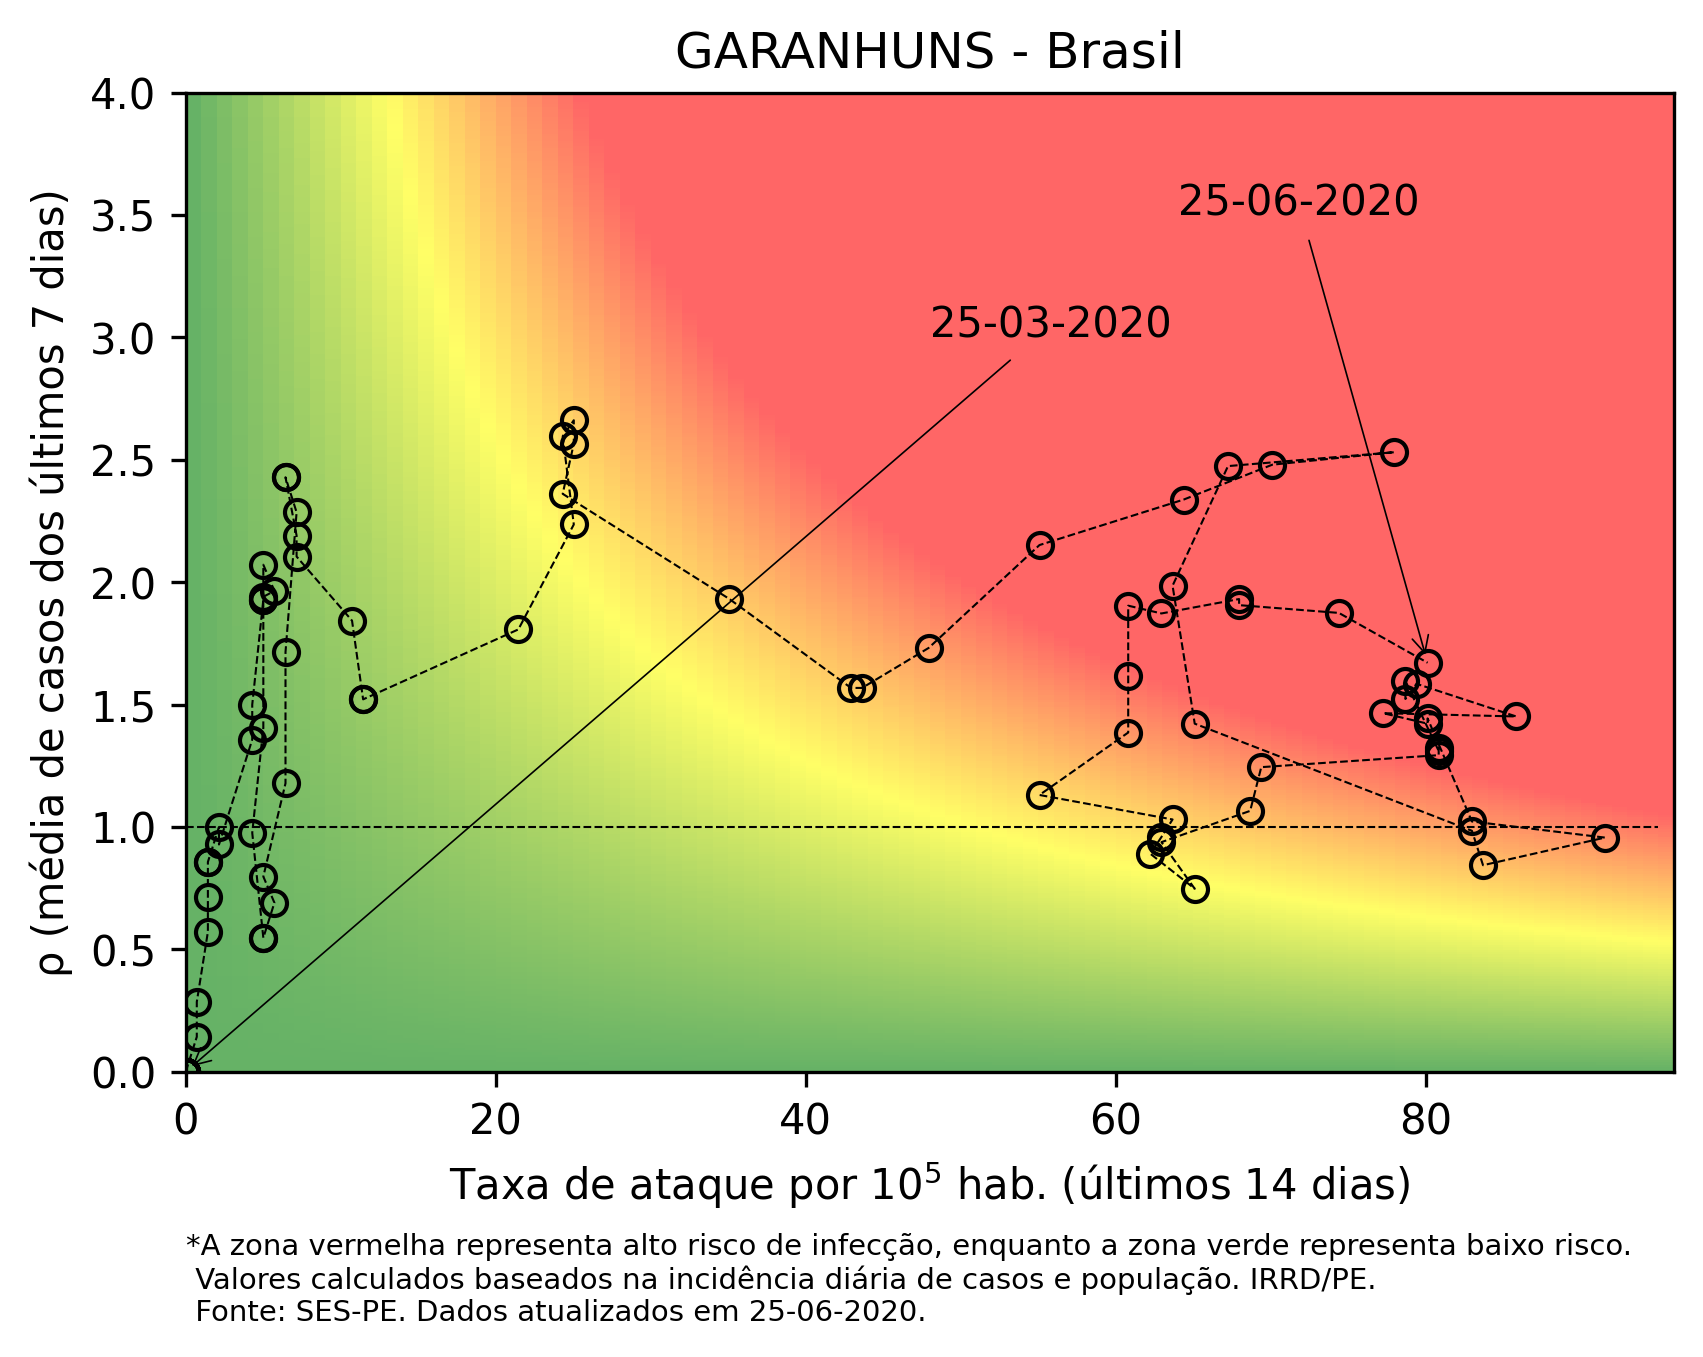 GARANHUNS - Brasil
4.0
3.5
3.0
2.5
2.0
1.5
1.0
0.5
0.0
ρ (média de casos dos últimos 7 dias)
25-06-2020
25-03-2020
0 20 40 60 80
Taxa de ataque por 10⁵ hab. (últimos 14 dias)
*A zona vermelha representa alto risco de infecção, enquanto a zona verde representa baixo risco.
Valores calculados baseados na incidência diária de casos e população. IRRD/PE.
Fonte: SES-PE. Dados atualizados em 25-06-2020.